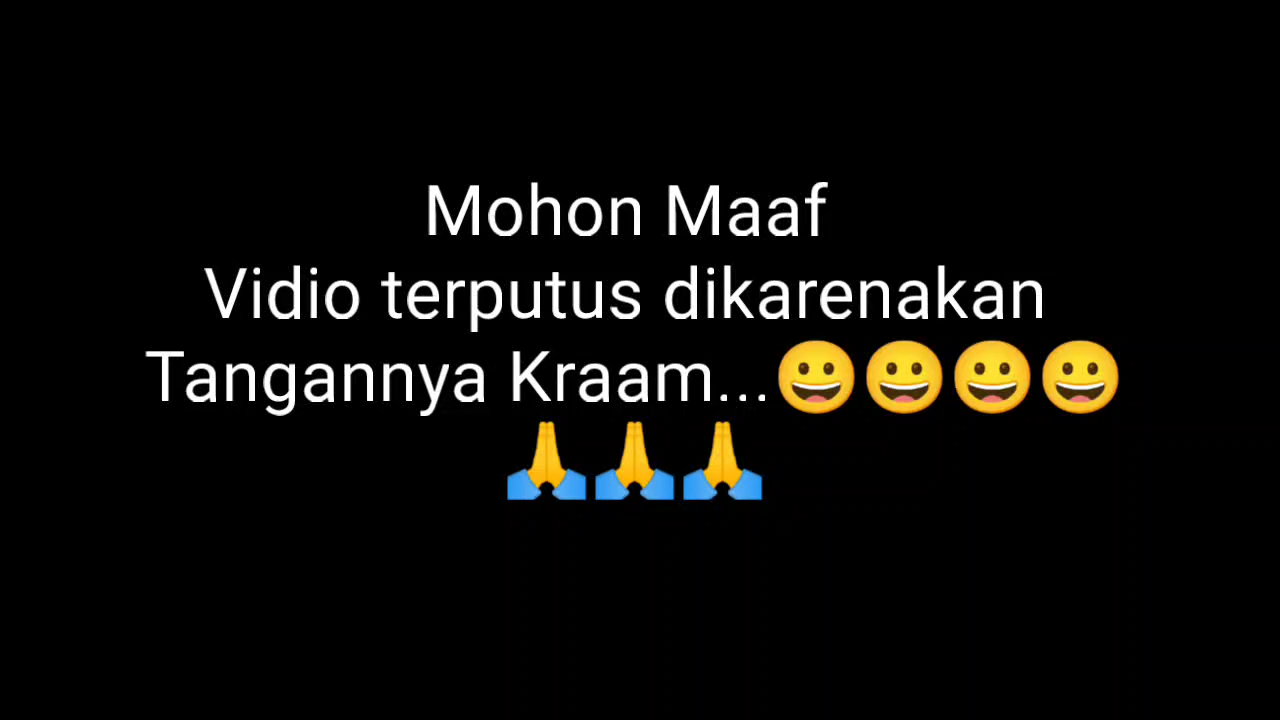 Mohon Maaf
Vidio terputus dikarenakan
Tangannya Kraam...😀😀😀😀
🙏🙏🙏